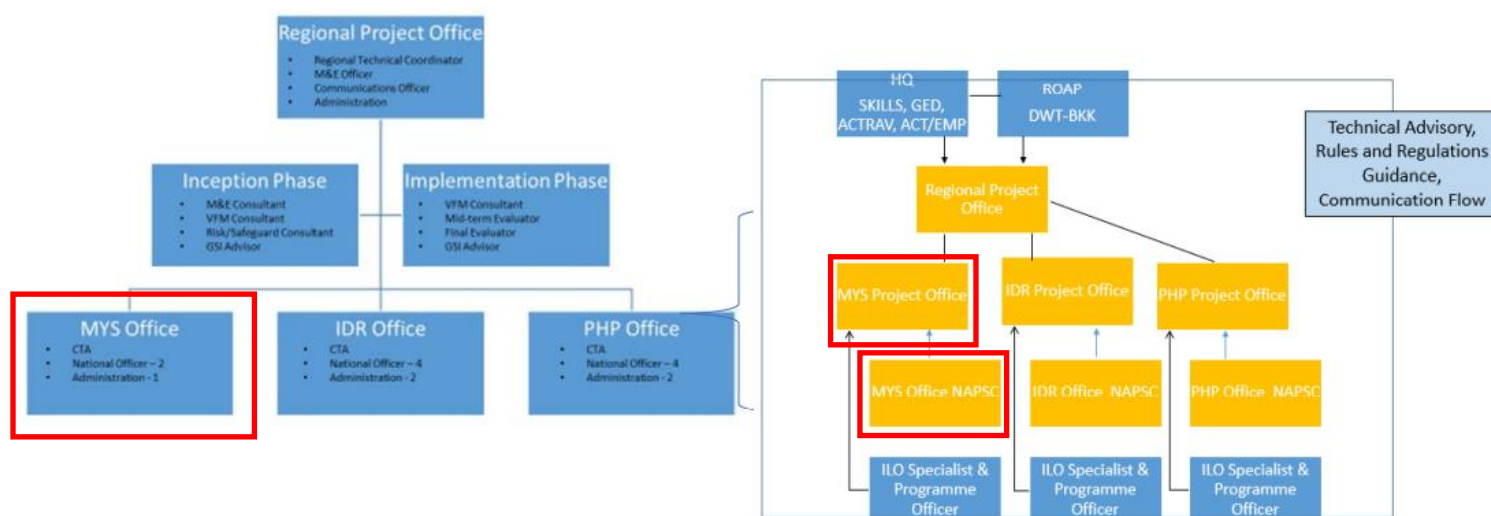 Regional Project Office
• Regional Technical Coordinator
• M&E Officer
• Communications Officer
• Administration
Inception Phase
• M&E Consultant
• VFM Consultant
• Risk/Safeguard Consultant
• GSI Advisor
Implementation Phase
• VFM Consultant
• Mid-term Evaluator
• Final Evaluator
• GSI Advisor
MYS Office
• CTA
• National Officer – 2
• Administration - 1
IDR Office
• CTA
• National Officer – 4
• Administration - 2
PHP Office
• CTA
• National Officer – 4
• Administration - 2
HQ
SKILLS, GED,
ACTRAV, ACT/EMP
ROAP
DWT-BKK
Technical Advisory,
Rules and Regulations
Guidance,
Communication Flow
Regional Project
Office
MYS Project Office
IDR Project Office
PHP Project Office
MYS Office NAPSC
IDR Office NAPSC
PHP Office NAPSC
ILO Specialist &
Programme
Officer
ILO Specialist &
Programme
Officer
ILO Specialist &
Programme
Officer